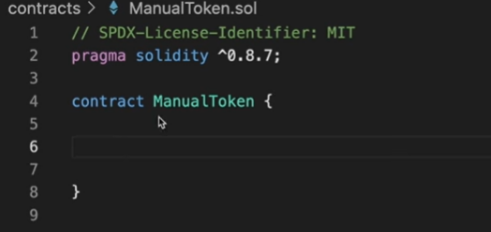 contracts > ManualToken.sol
1 // SPDX-License-Identifier: MIT
2 pragma solidity ^0.8.7;
3
4 contract ManualToken {
5
6
7
8 }
9